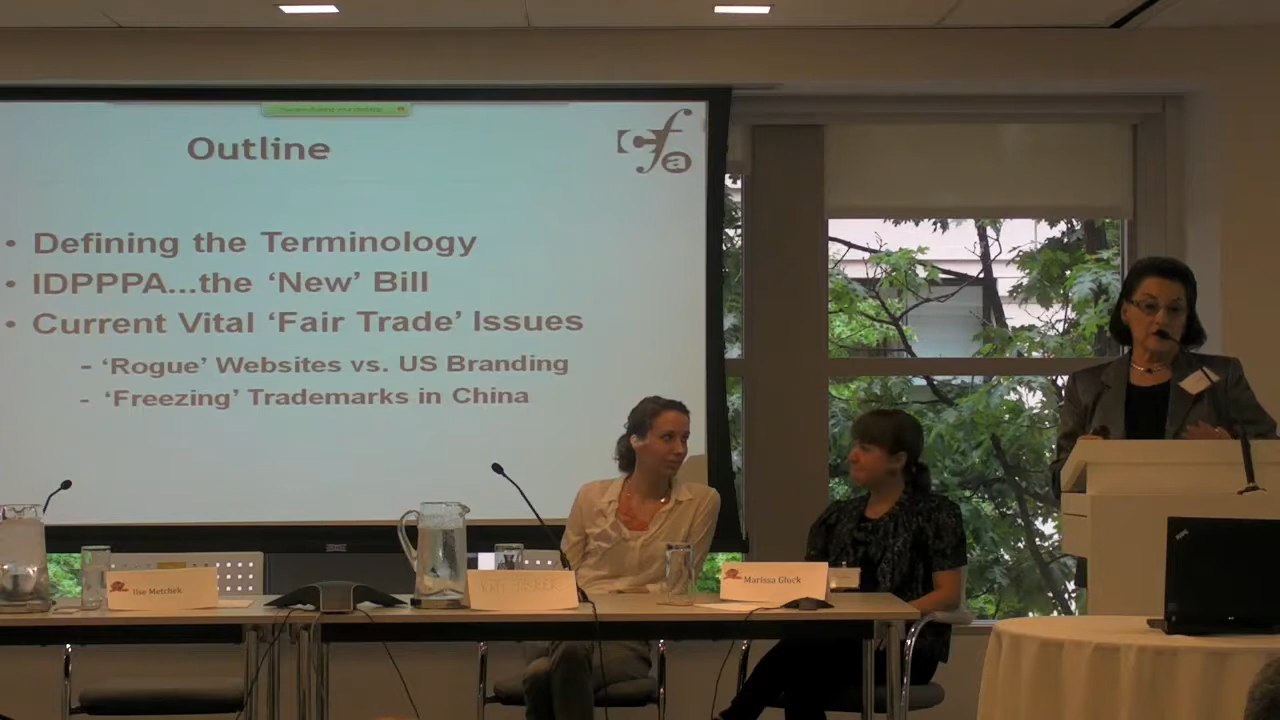 Outline
cfa
• Defining the Terminology
• IDPPPA...the ‘New’ Bill
• Current Vital ‘Fair Trade’ Issues
- ‘Rogue’ Websites vs. US Branding
- ‘Freezing’ Trademarks in China
Ilse Metchek
Marissa Gluck